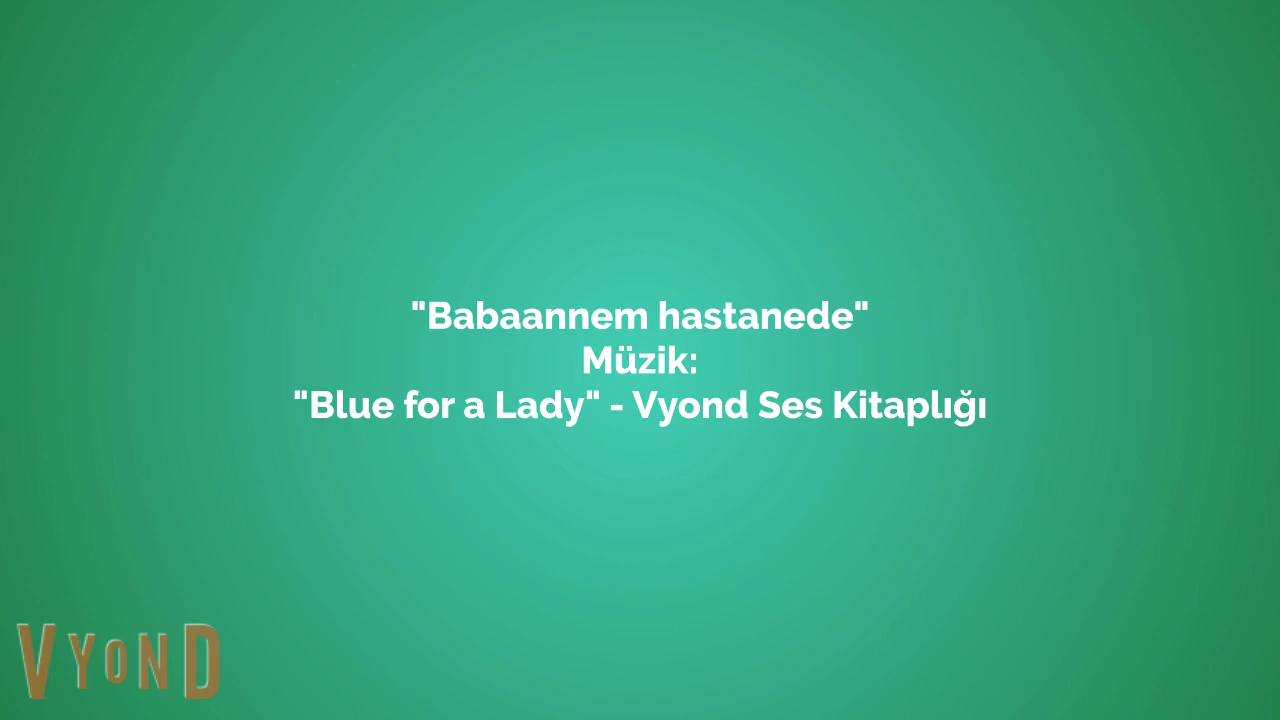 "Babaannem hastanede"
Müzik:
"Blue for a Lady" - Vyond Ses Kitaplığı
VYOND